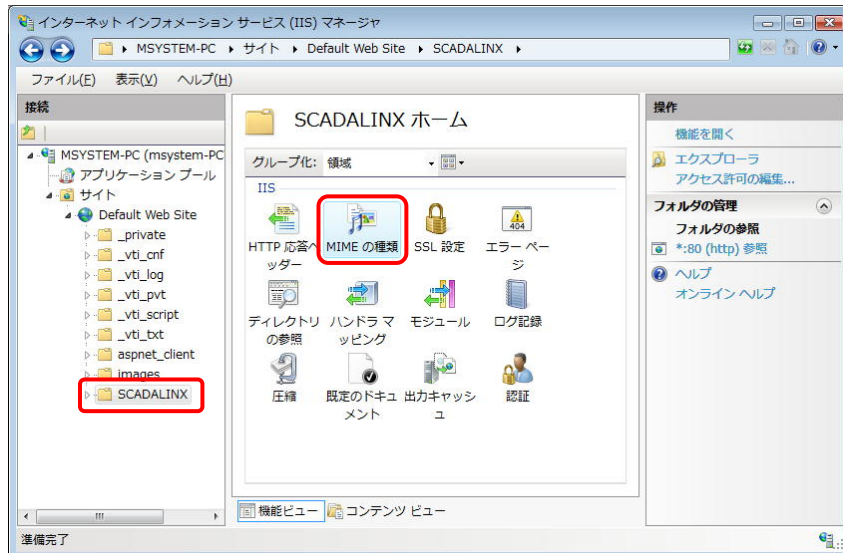 インターネット インフォメーション サービス (IIS) マネージャ
MSYSTEM-PC ▸ サイト ▸ Default Web Site ▸ SCADALINX ▸
ファイル(F) 表示(V) ヘルプ(H)
接続
MSYSTEM-PC (msystem-PC
アプリケーション プール
サイト
Default Web Site
_private
_vti_cnf
_vti_log
_vti_pvt
_vti_script
_vti_txt
aspnet_client
images
SCADALINX
SCADALINX ホーム
グループ化: 領域
IIS
HTTP 応答ヘ MIME の種類 SSL 設定 エラー ペー
ッダー ジ
ディレクトリ ハンドラ マ モジュール ログ記録
の参照 ッピング
圧縮 既定のドキュ 出力キャッシ 認証
メント ュ
機能ビュー コンテンツ ビュー
操作
機能を開く
エクスプローラ
アクセス許可の編集...
フォルダの管理
フォルダの参照
*:80 (http) 参照
ヘルプ
オンライン ヘルプ
準備完了
404